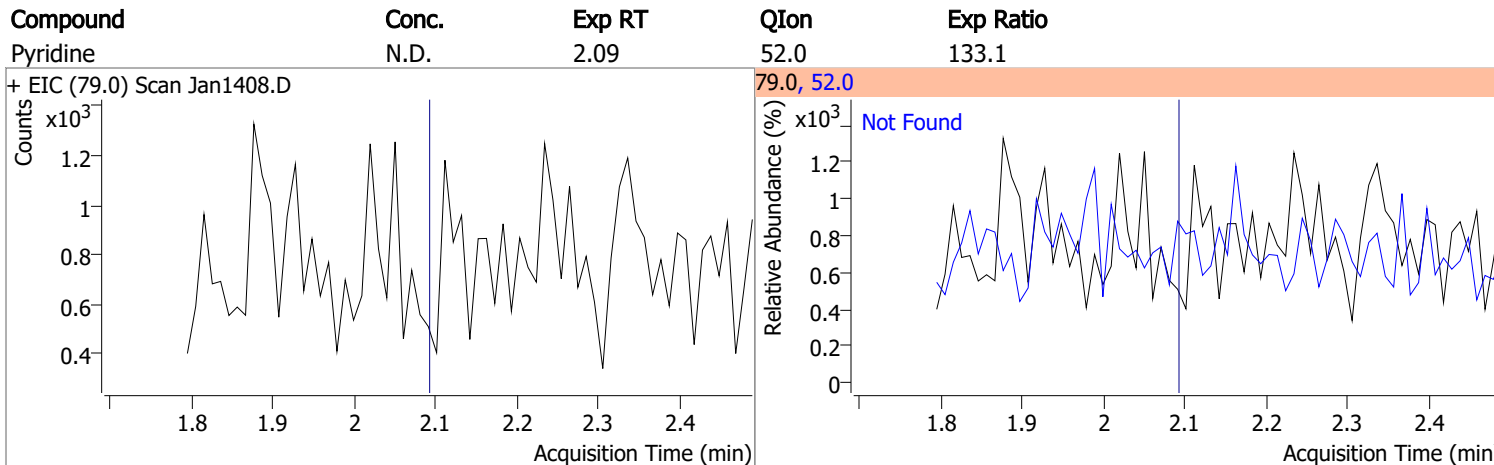 Compound Conc. Exp RT QIon Exp Ratio
Pyridine N.D. 2.09 52.0 133.1
+ EIC (79.0) Scan Jan1408.D
Counts
x10³
1.2
1
0.8
0.6
0.4
1.8 1.9 2 2.1 2.2 2.3 2.4
Acquisition Time (min)
79.0, 52.0
Relative Abundance (%)
x10³
Not Found
1.2
1
0.8
0.6
0.4
0.2
0
1.8 1.9 2 2.1 2.2 2.3 2.4
Acquisition Time (min